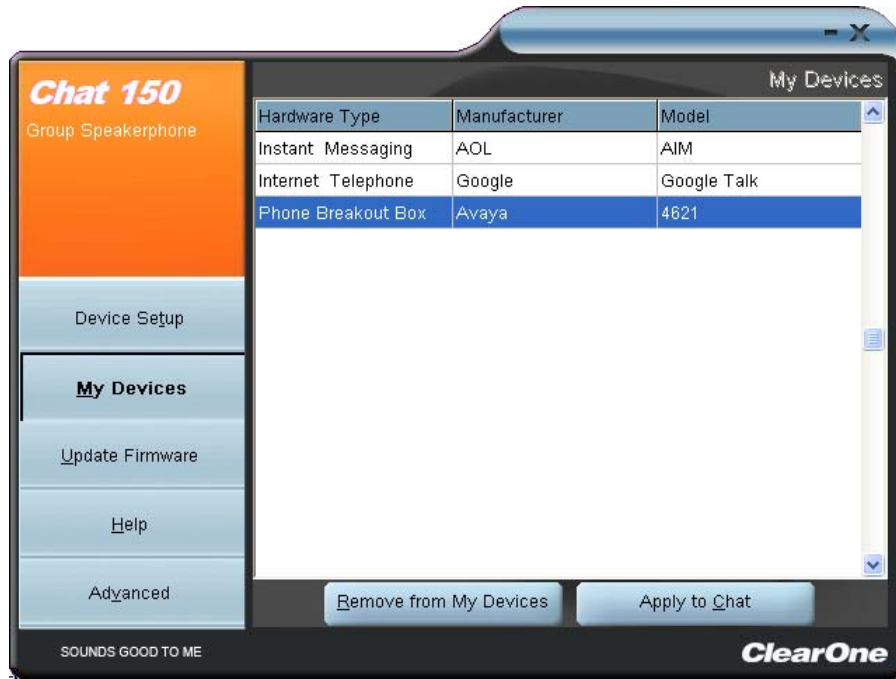 Chat 150
Group Speakerphone
My Devices
Hardware Type Manufacturer Model
Instant Messaging AOL AIM
Internet Telephone Google Google Talk
Phone Breakout Box Avaya 4621
Device Setup
My Devices
Update Firmware
Help
Advanced
Remove from My Devices Apply to Chat
SOUNDS GOOD TO ME
ClearOne